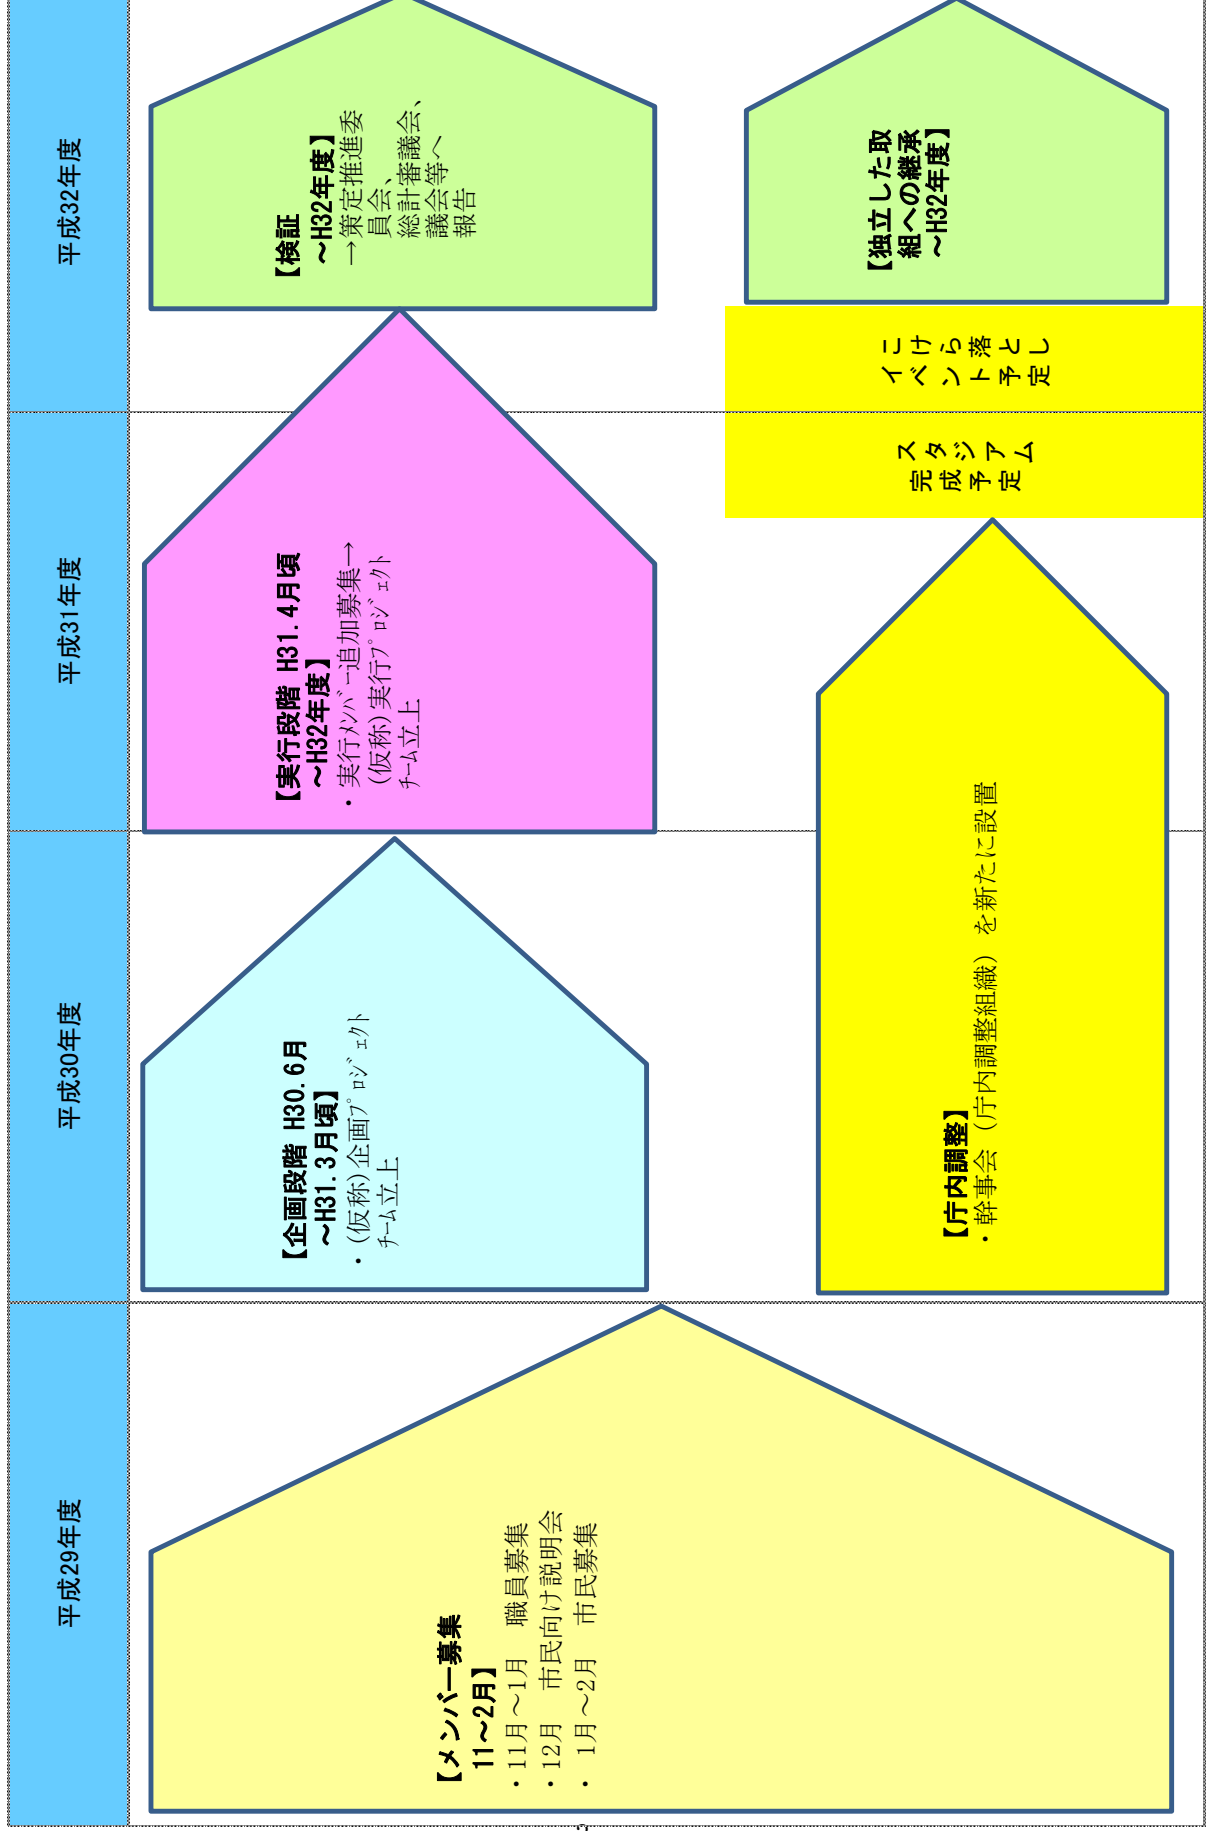 平成29年度
平成30年度
平成31年度
平成32年度
【メンバー募集
11～2月】
・11月～1月　職員募集
・12月　市民向け説明会
・ 1月～2月　市民募集
【企画段階 H30.6月
～H31.3月頃】
・(仮称)企画ﾌﾟﾛｼﾞｪｸﾄ
ﾁｰﾑ立上
【実行段階 H31.4月頃
～H32年度】
・実行ﾒﾝﾊﾞｰ追加募集→
(仮称)実行ﾌﾟﾛｼﾞｪｸﾄ
ﾁｰﾑ立上
【検証
～H32年度】
→策定推進委
員会、
総計審議会、
議会等へ
報告
【庁内調整】
・幹事会（庁内調整組織）を新たに設置
スタジアム
完成予定
こけら落とし
イベント予定
【独立した取
組への継承
～H32年度】